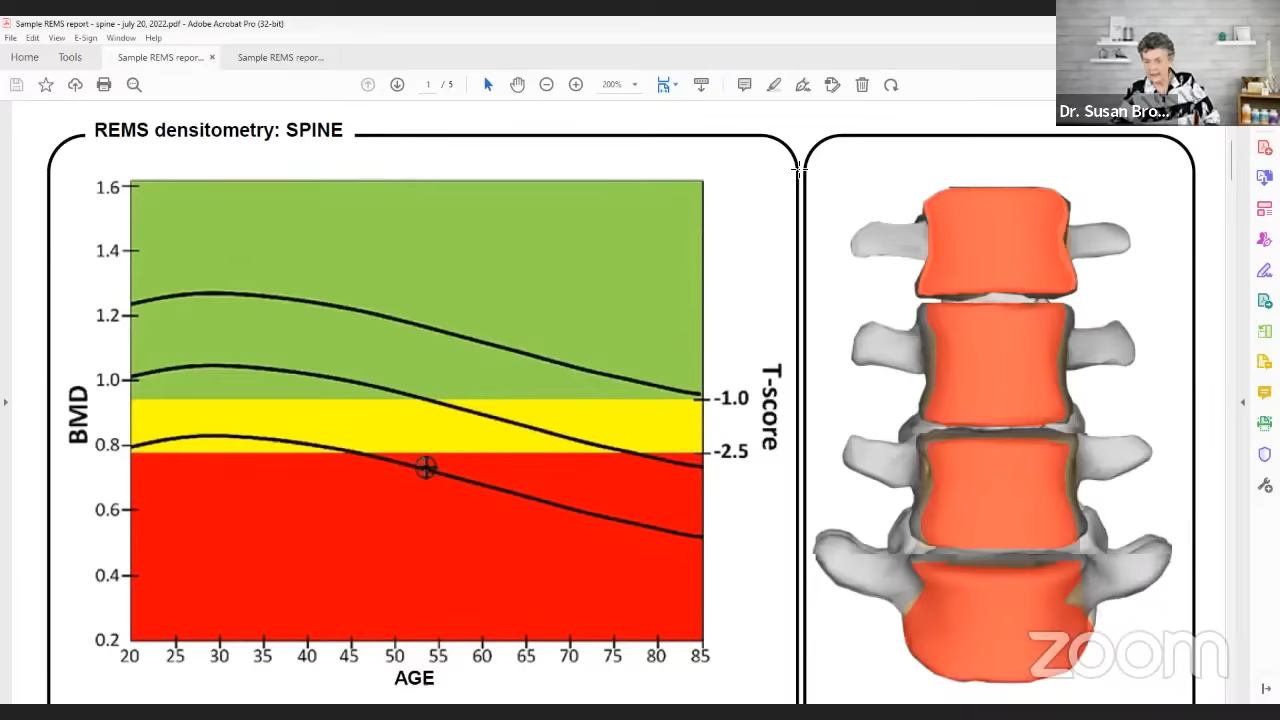 Sample REMS report - spine - july 20, 2022.pdf - Adobe Acrobat Pro (32-bit)
File Edit View E-Sign Window Help
Home Tools Sample REMS repor... × Sample REMS repor...
1 / 200%
Dr. Susan Bro...
REMS densitometry: SPINE
1.6
1.4
1.2
1.0
0.8
0.6
0.4
0.2
BMD
-1.0
-2.5
T-score
20 25 30 35 40 45 50 55 60 65 70 75 80 85
AGE
zoom